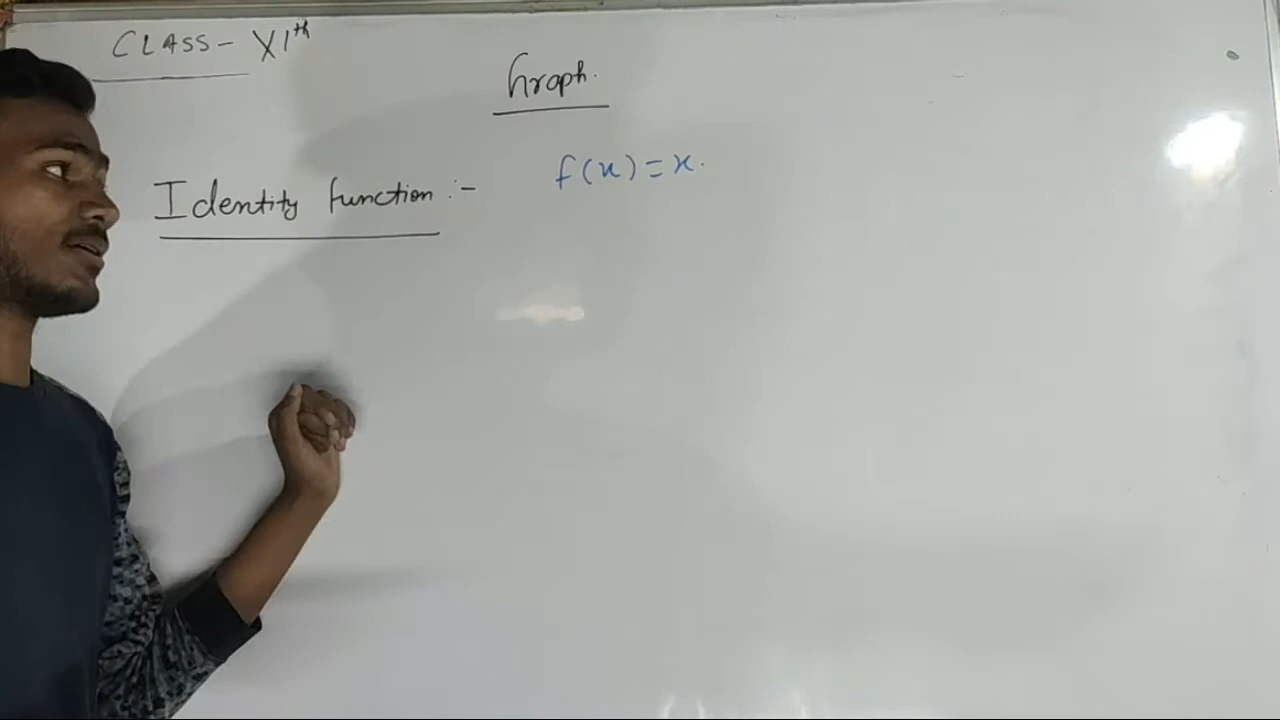 CLASS - XIth
Graph.
Identity function :- f(x) = x.